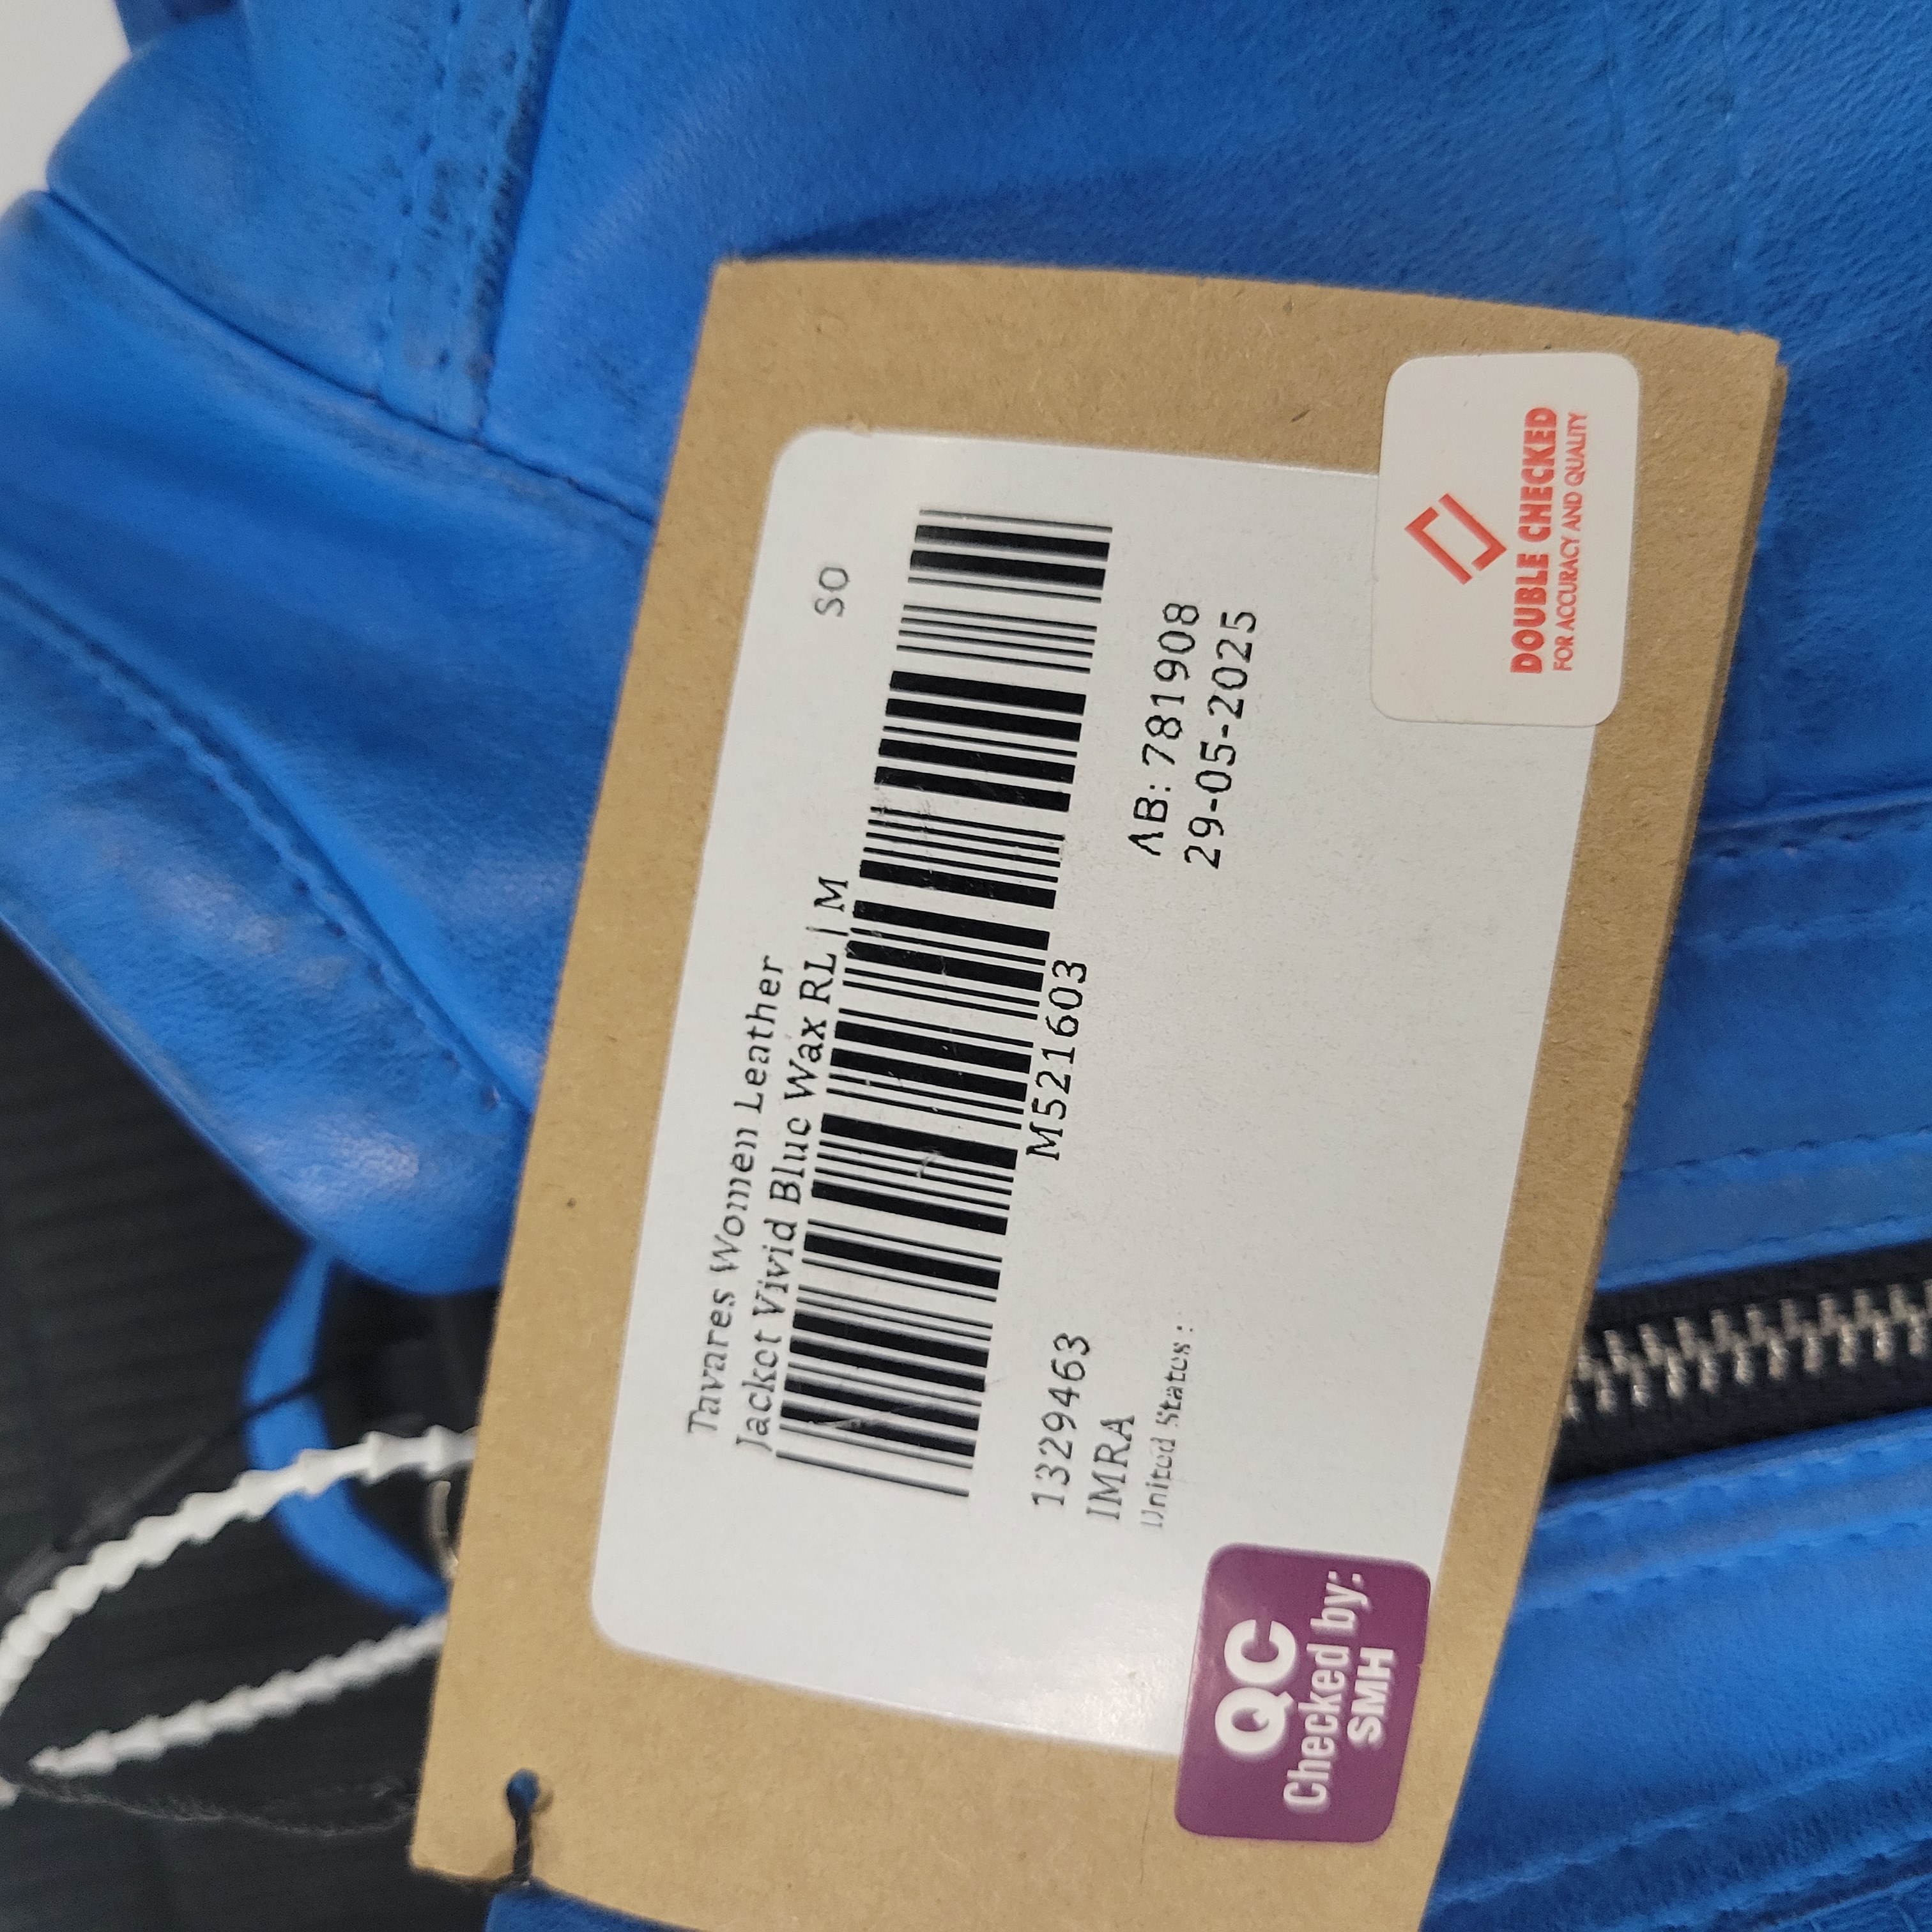 SO
Tavares Women Leather
Jacket Vivid Blue Wax RL | M
M521603
1329463
AB: 781908
IMRA
29-05-2025
United States :
QC
Checked by:
SMH
DOUBLE CHECKED
FOR ACCURACY AND QUALITY